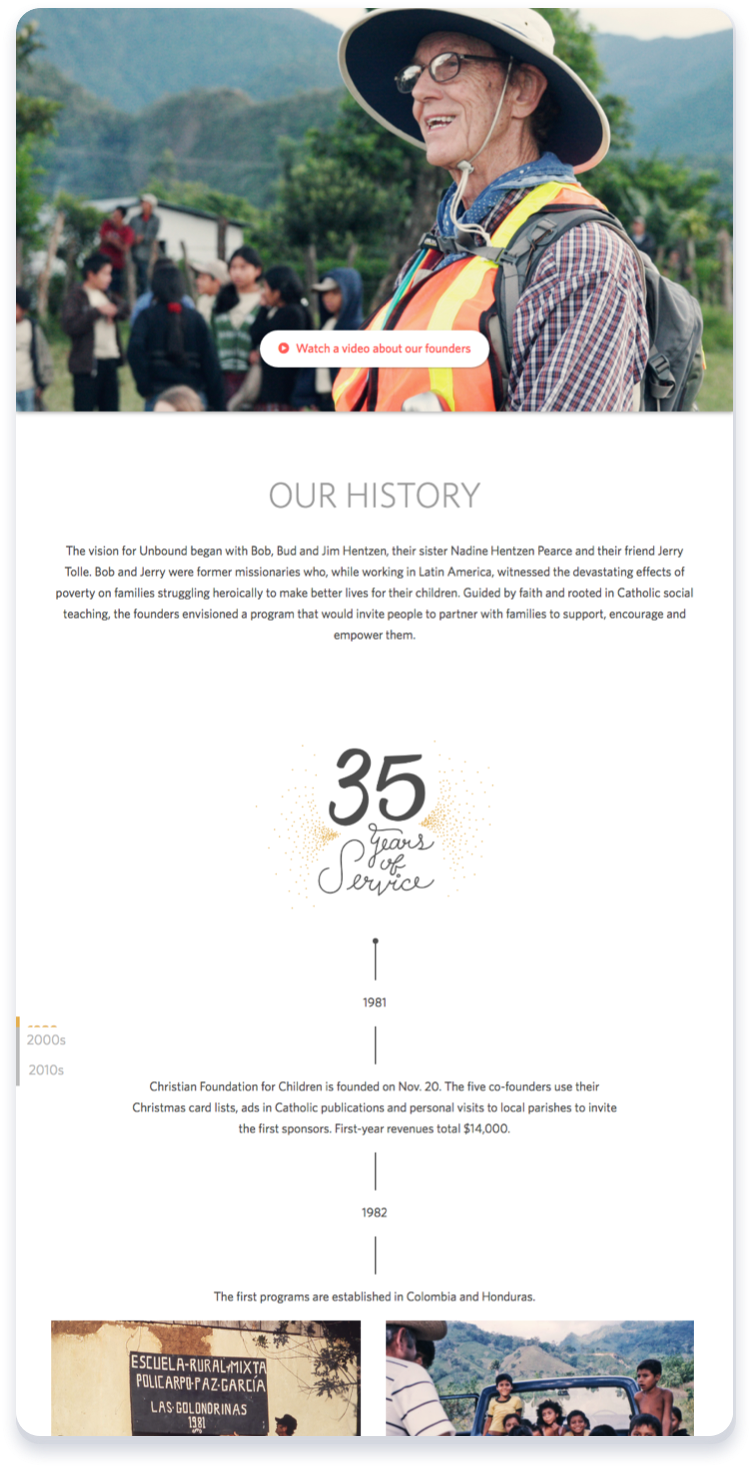 Watch a video about our founders
OUR HISTORY
The vision for Unbound began with Bob, Bud and Jim Hentzen, their sister Nadine Hentzen Pearce and their friend Jerry
Tolle. Bob and Jerry were former missionaries who, while working in Latin America, witnessed the devastating effects of
poverty on families struggling heroically to make better lives for their children. Guided by faith and rooted in Catholic social
teaching, the founders envisioned a program that would invite people to partner with families to support, encourage and
empower them.
35
Years
of
Service
1981
2000s
2010s
Christian Foundation for Children is founded on Nov. 20. The five co-founders use their
Christmas card lists, ads in Catholic publications and personal visits to local parishes to invite
the first sponsors. First-year revenues total $14,000.
1982
The first programs are established in Colombia and Honduras.
ESCUELA-RURAL-MIXTA
POLICARPO-PAZ-GARCÍA
LAS-GOLONDRINAS
1981